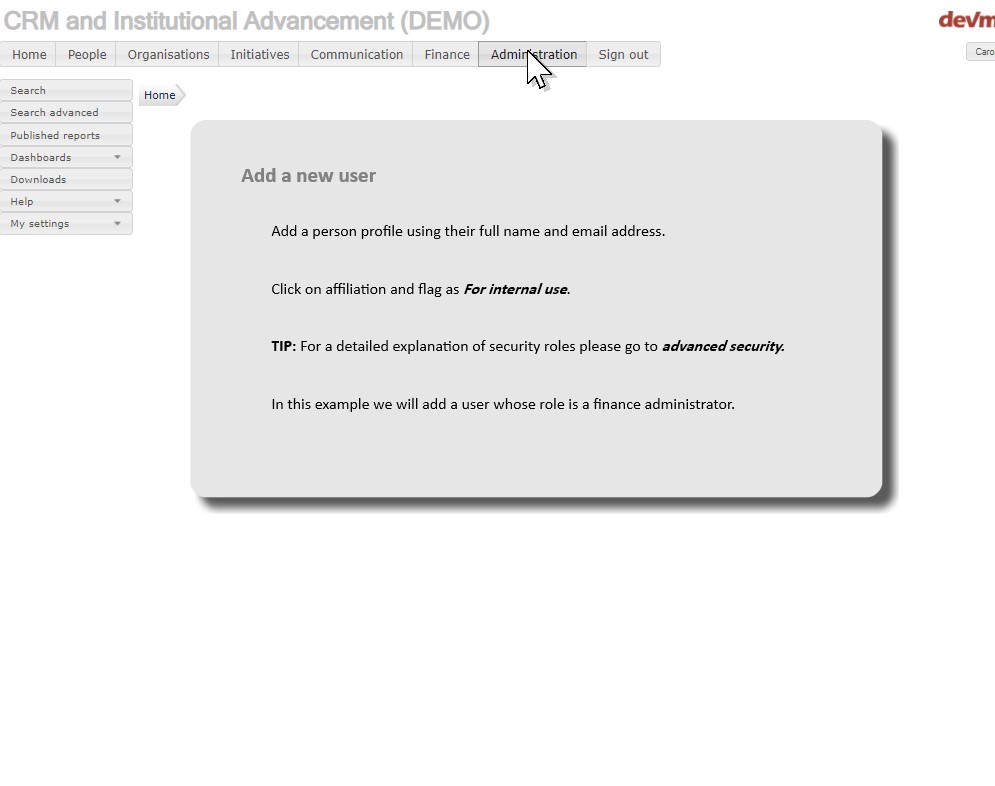 CRM and Institutional Advancement (DEMO)
Home People Organisations Initiatives Communication Finance Administration Sign out
Search
Search advanced
Published reports
Dashboards
Downloads
Help
My settings
Home
Add a new user
Add a person profile using their full name and email address.
Click on affiliation and flag as For internal use.
TIP: For a detailed explanation of security roles please go to advanced security.
In this example we will add a user whose role is a finance administrator.